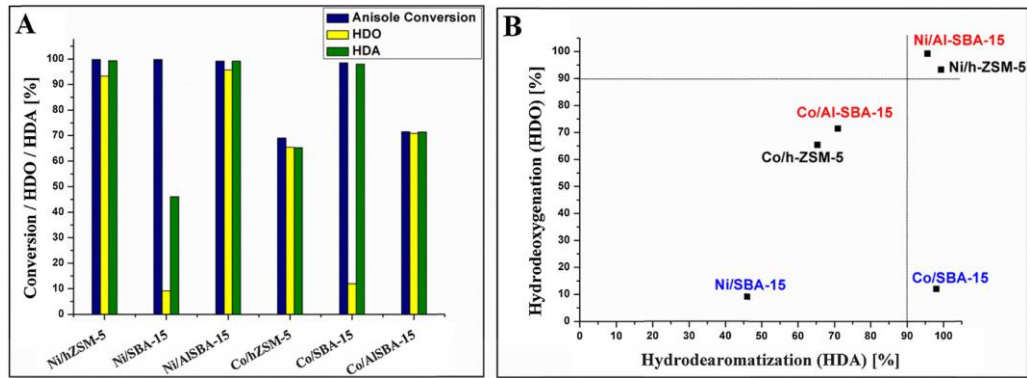 A
Anisole Conversion
HDO
HDA
Conversion / HDO / HDA [%]
100
90
80
70
60
50
40
30
20
10
0
Ni/hZSM-5
Ni/SBA-15
Ni/AlSBA-15
Co/hZSM-5
Co/SBA-15
Co/AlSBA-15
B
Hydrodeoxygenation (HDO) [%]
100
90
80
70
60
50
40
30
20
10
0
Ni/Al-SBA-15
Ni/h-ZSM-5
Co/Al-SBA-15
Co/h-ZSM-5
Ni/SBA-15
Co/SBA-15
0 10 20 30 40 50 60 70 80 90 100
Hydrodearomatization (HDA) [%]